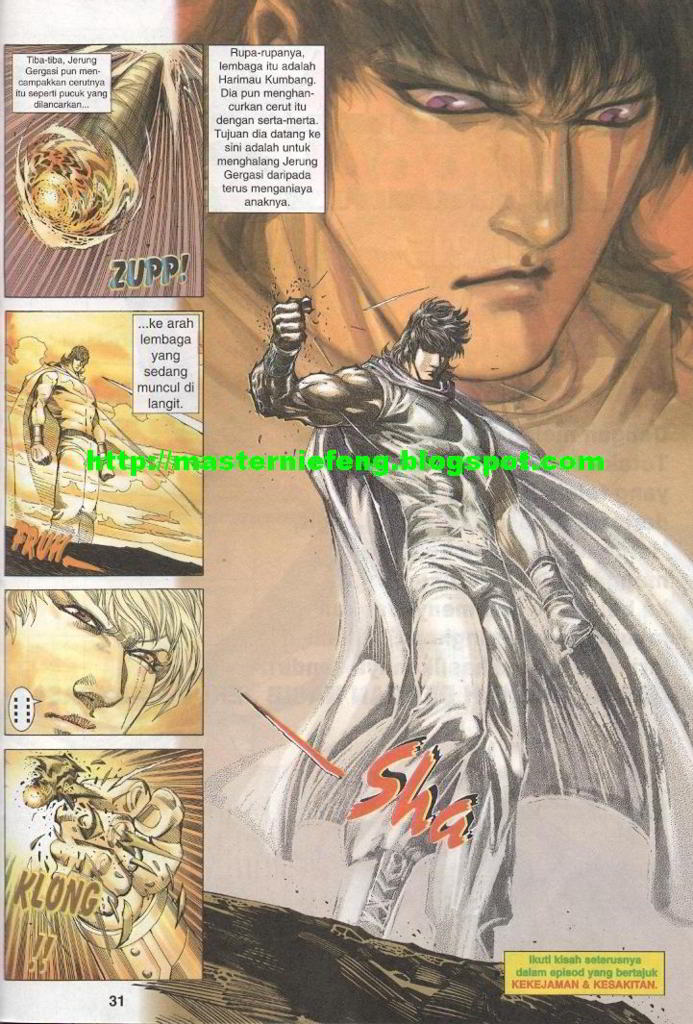 Tiba-tiba, Jerung
Gergasi pun men-
campakkan cerutnya
itu seperti pucuk yang
dilancarkan...
ZUPP!
...ke arah
lembaga
yang
sedang
muncul di
langit.
FRUH
KLONG
!!
Rupa-rupanya,
lembaga itu adalah
Harimau Kumbang.
Dia pun menghan-
curkan cerut itu
dengan serta-merta.
Tujuan dia datang ke
sini adalah untuk
menghalang Jerung
Gergasi daripada
terus menganiaya
anaknya.
http://masterniefeng.blogspot.com
Sha
Ikuti kisah seterusnya
dalam episod yang bertajuk
KEKEJAMAN & KESAKITAN.
31